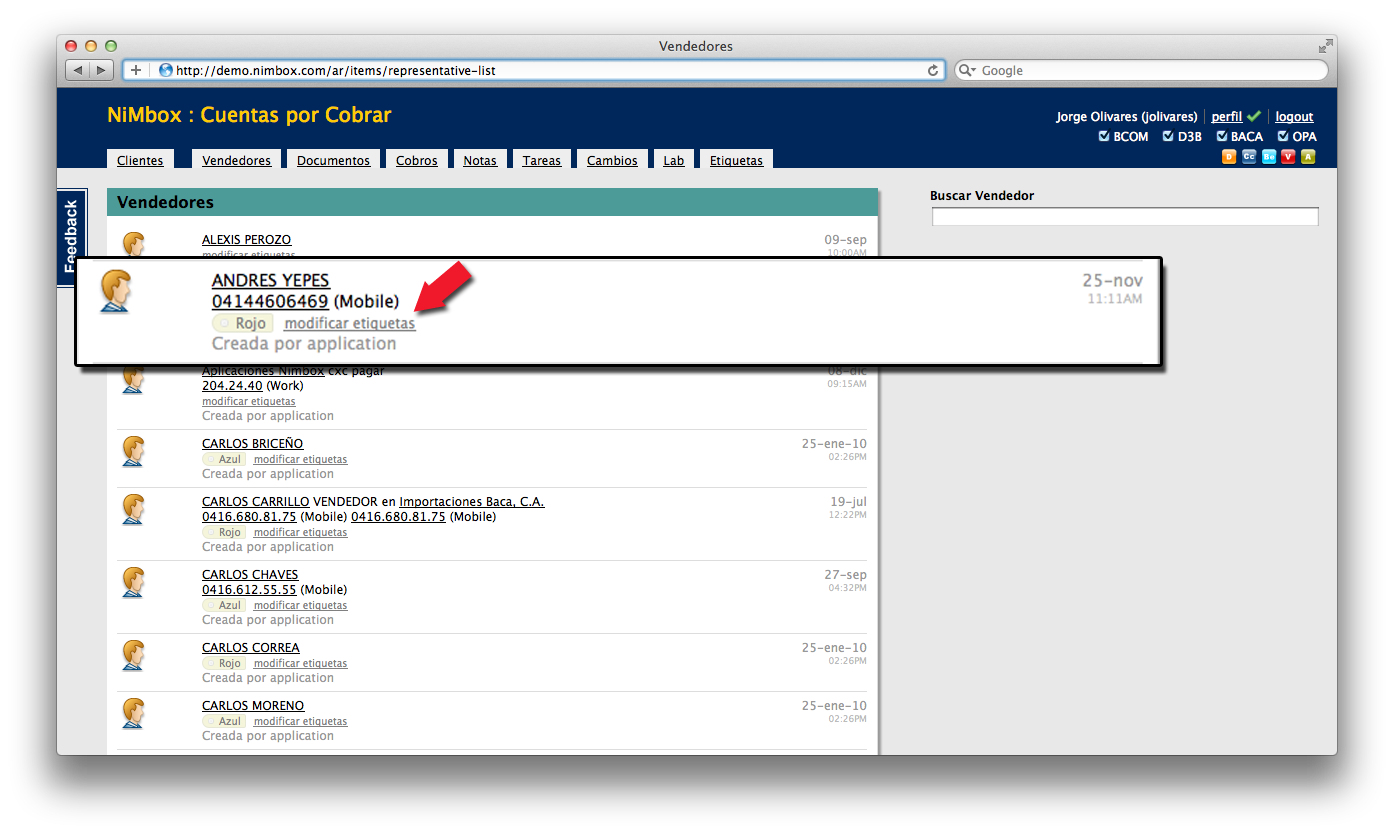 Vendedores
http://demo.nimbox.com/ar/items/representative-list
Google
NiMbox : Cuentas por Cobrar
Jorge Olivares (jolivares) perfil logout
BCOM D3B BACA OPA
D Cc Be V A
Clientes Vendedores Documentos Cobros Notas Tareas Cambios Lab Etiquetas
Feedback
Vendedores
Buscar Vendedor
ALEXIS PEROZO 09-sep
modificar etiquetas 10:00AM
ANDRES YEPES 25-nov
04144606469 (Mobile) 11:11AM
Rojo modificar etiquetas
Creada por application
Aplicaciones Nimbox cxc pagar 08-dic
204.24.40 (Work) 09:15AM
modificar etiquetas
Creada por application
CARLOS BRICEÑO 25-ene-10
Azul modificar etiquetas 02:26PM
Creada por application
CARLOS CARRILLO VENDEDOR en Importaciones Baca, C.A. 19-jul
0416.680.81.75 (Mobile) 0416.680.81.75 (Mobile) 12:22PM
Rojo modificar etiquetas
Creada por application
CARLOS CHAVES 27-sep
0416.612.55.55 (Mobile) 04:32PM
Azul modificar etiquetas
Creada por application
CARLOS CORREA 25-ene-10
Rojo modificar etiquetas 02:26PM
Creada por application
CARLOS MORENO 25-ene-10
Azul modificar etiquetas 02:26PM
Creada por application